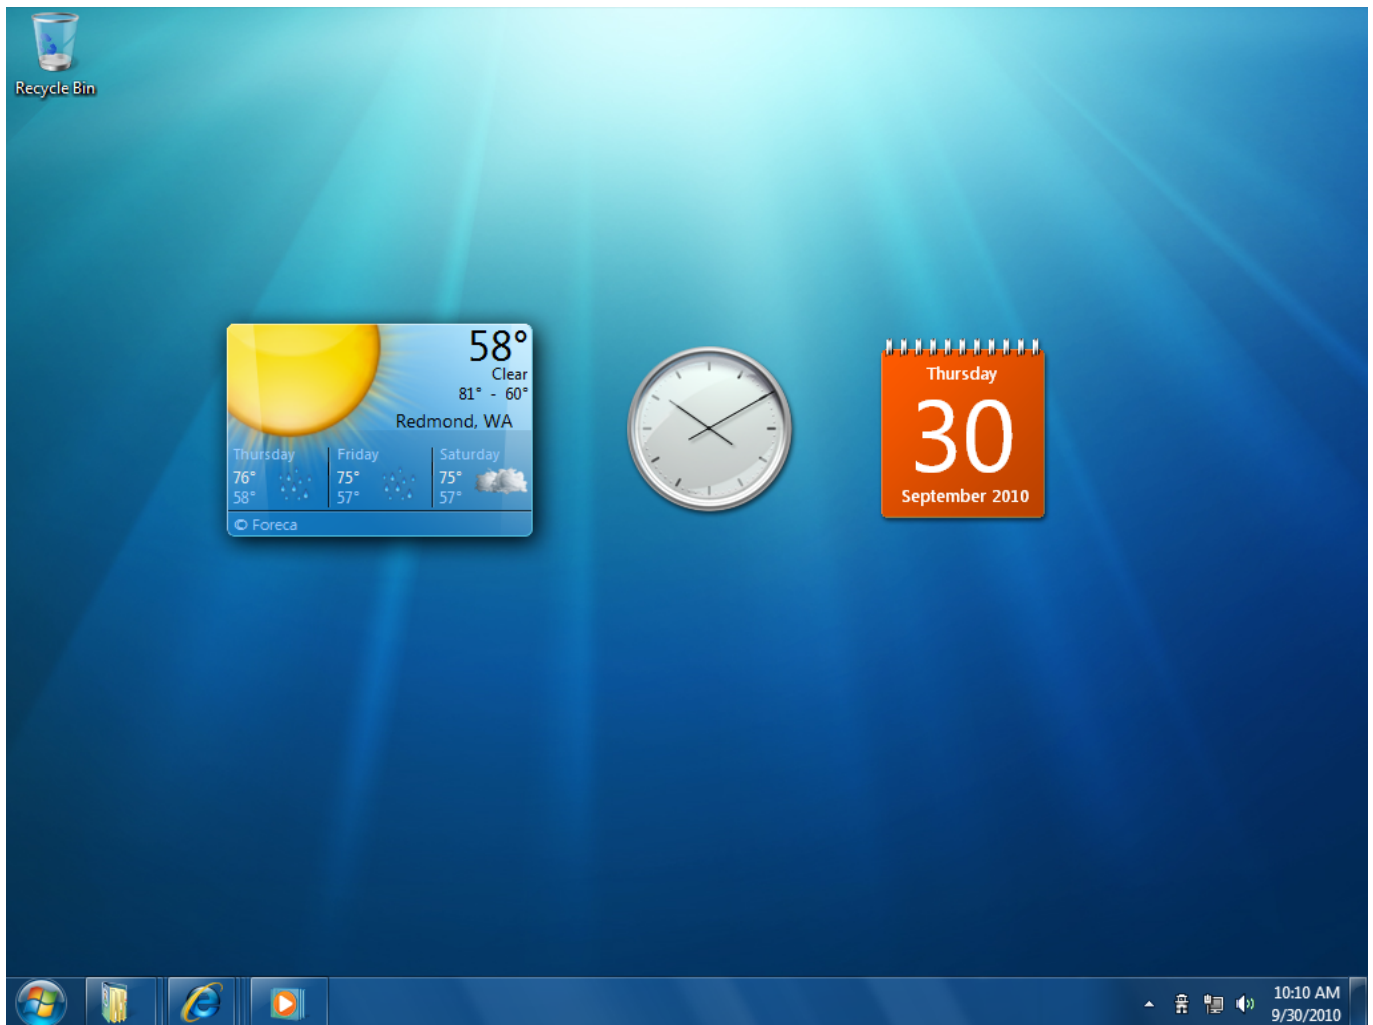 Recycle Bin
58°
Clear
81° - 60°
Redmond, WA
Thursday Friday Saturday
76° 75° 75°
58° 57° 57°
© Foreca
Thursday
30
September 2010
10:10 AM
9/30/2010